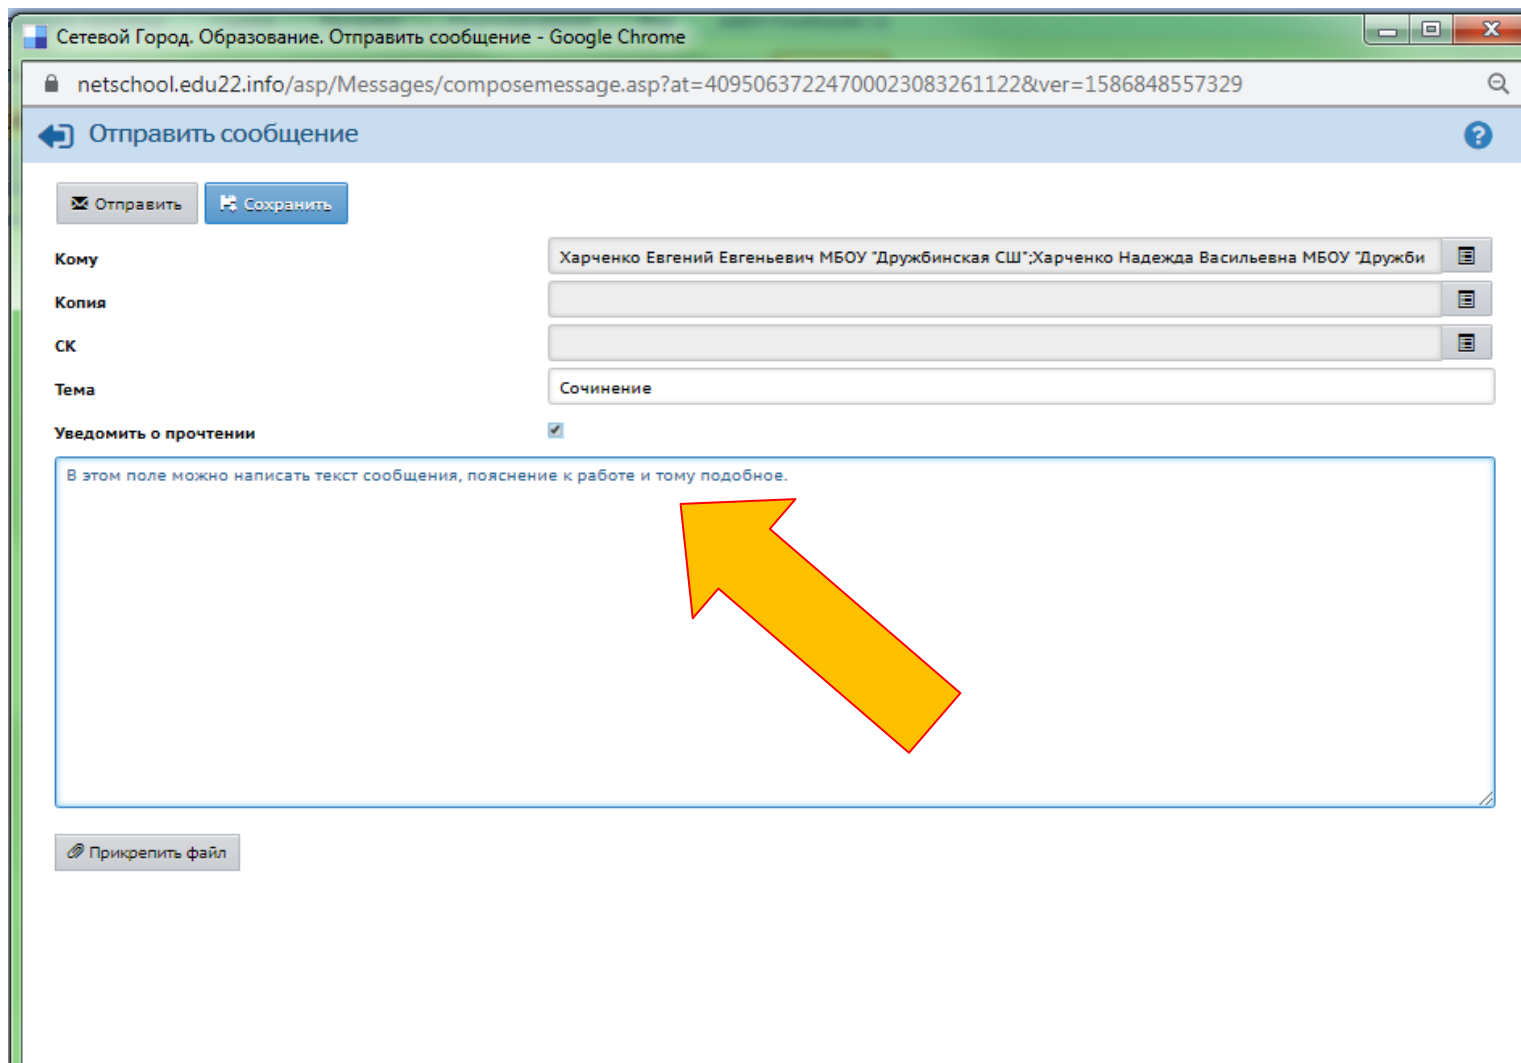 Сетевой Город. Образование. Отправить сообщение - Google Chrome
netschool.edu22.info/asp/Messages/composemessage.asp?at=40950637224700023083261122&ver=1586848557329
Отправить сообщение
Отправить Сохранить
Кому Харченко Евгений Евгеньевич МБОУ "Дружбинская СШ";Харченко Надежда Васильевна МБОУ "Дружби
Копия
СК
Тема Сочинение
Уведомить о прочтении
В этом поле можно написать текст сообщения, пояснение к работе и тому подобное.
Прикрепить файл